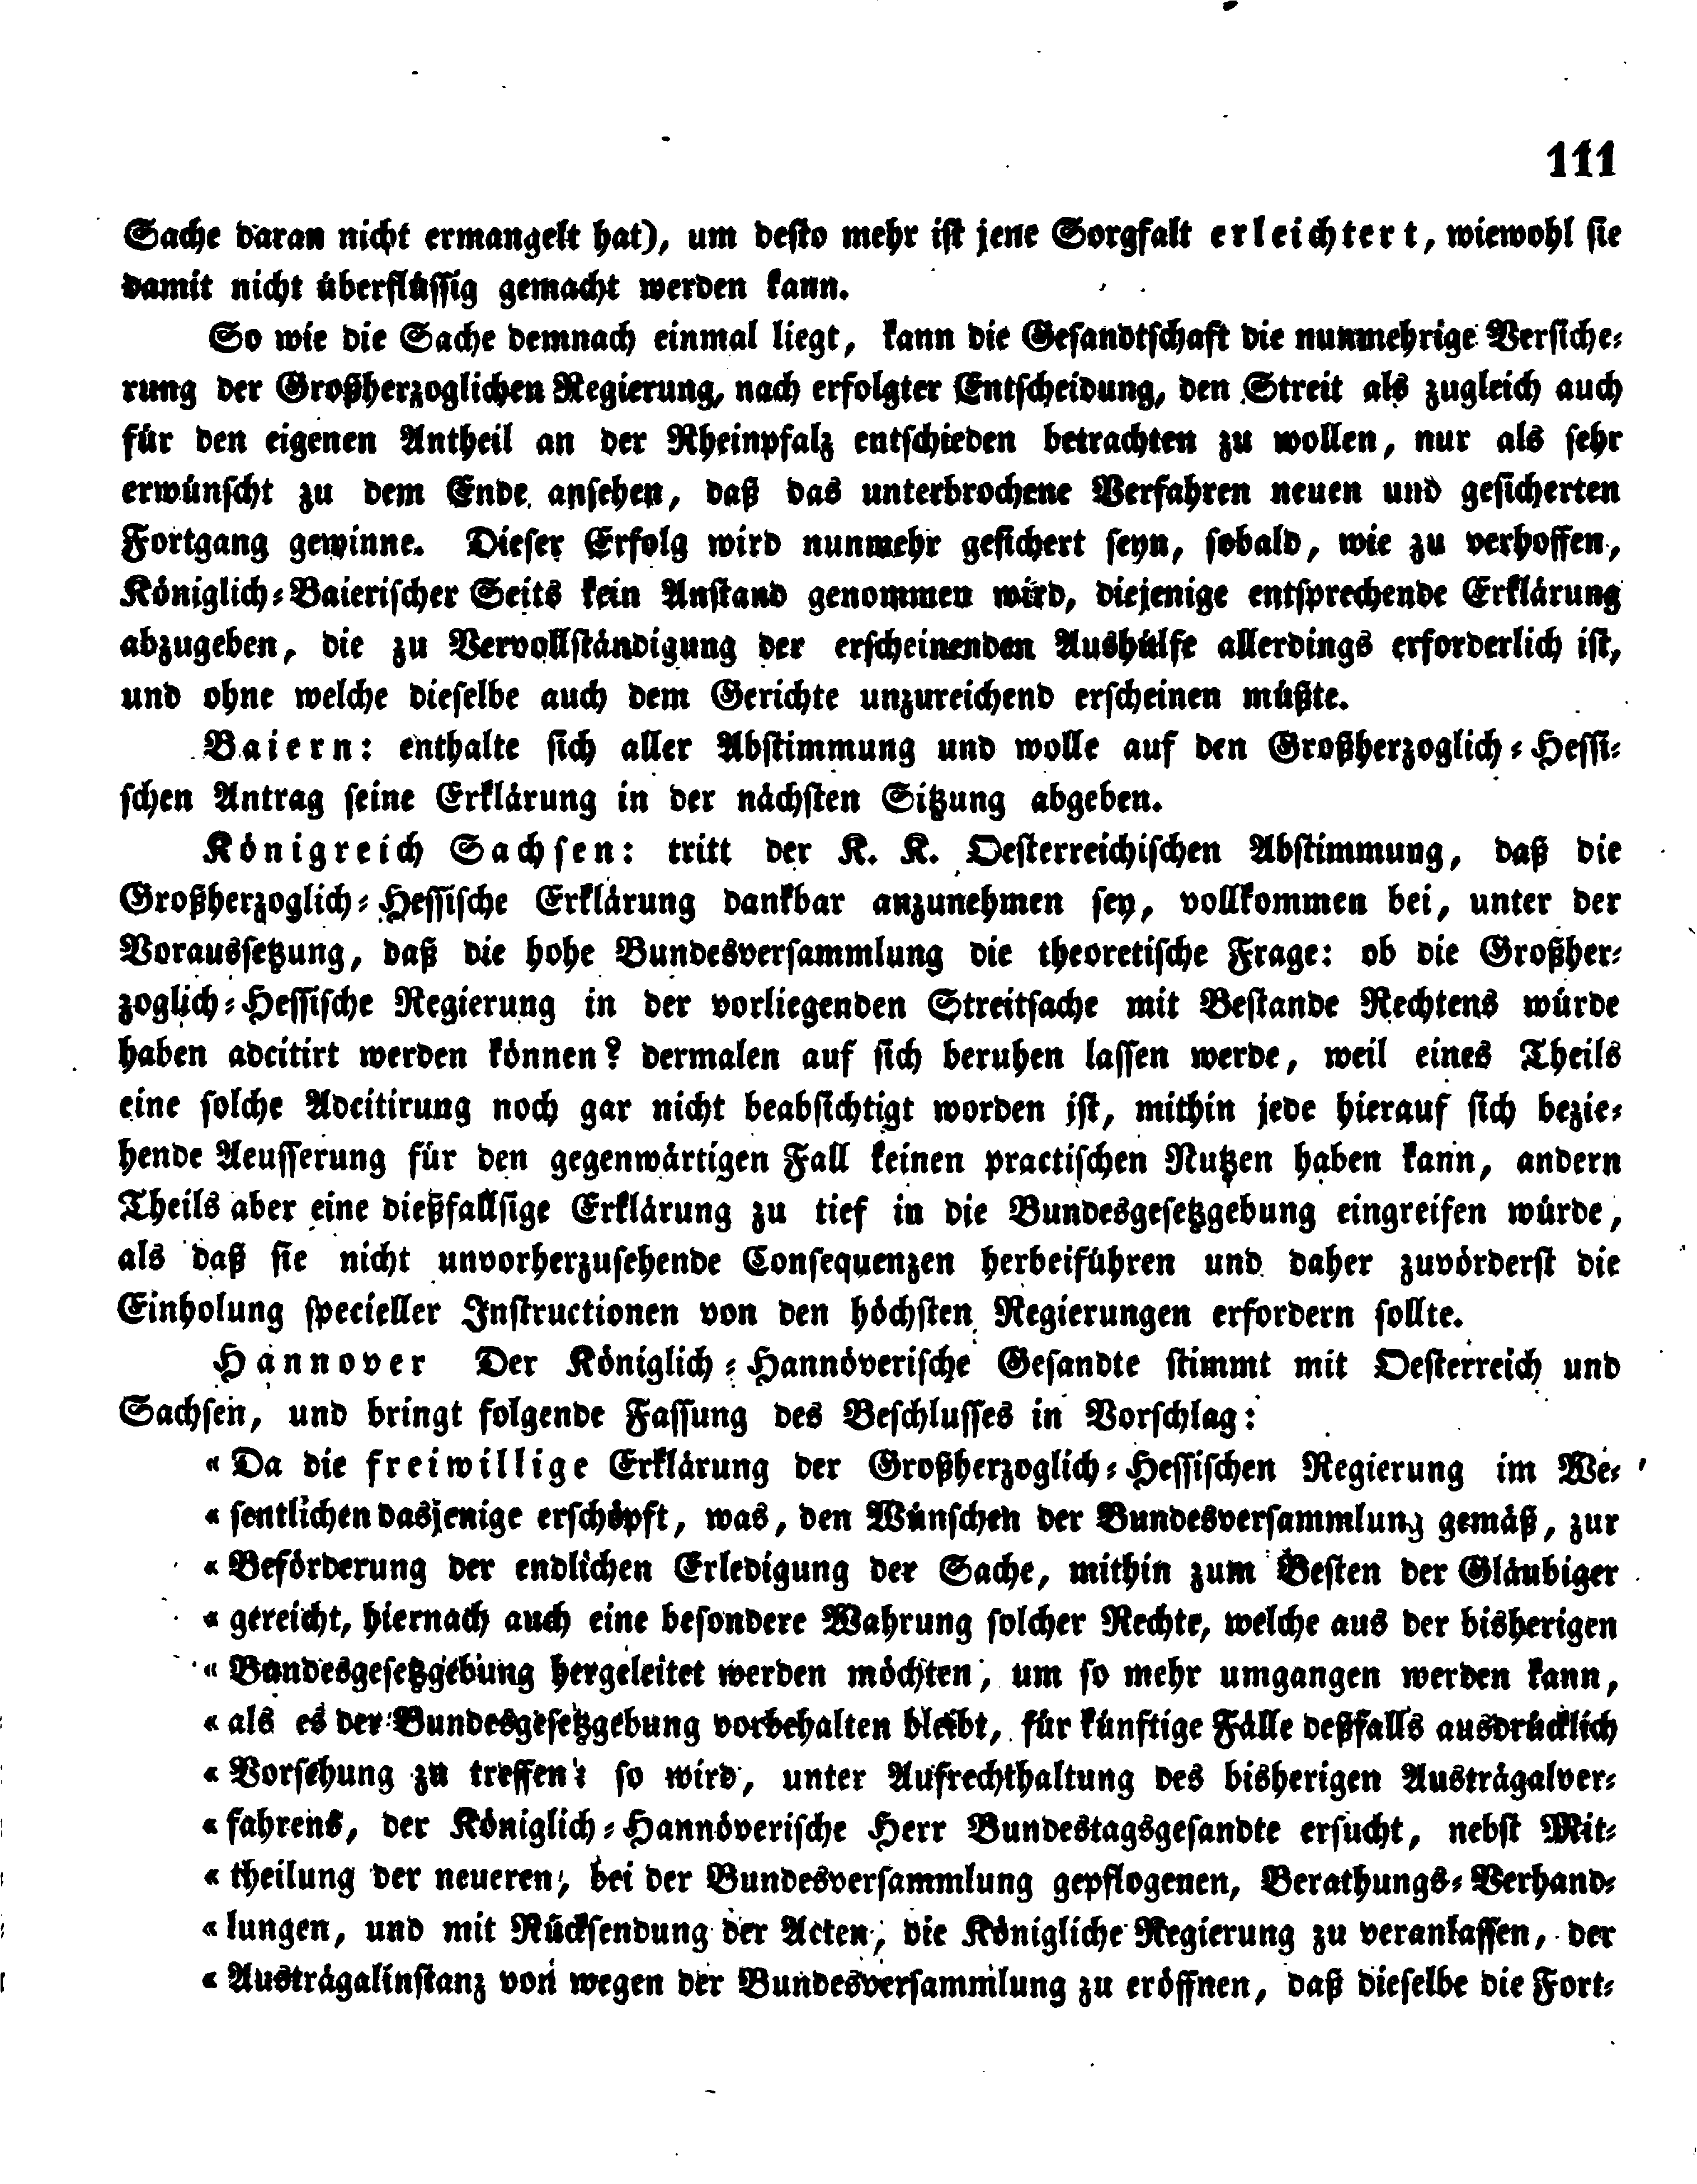 111
Sache daran nicht ermangelt hat), um desto mehr ist jene Sorgfalt erleichtert, wiewohl sie
damit nicht überflüssig gemacht werden kann.
So wie die Sache demnach einmal liegt, kann die Gesandtschaft die nunmehrige Versiche-
rung der Großherzoglichen Regierung, nach erfolgter Entscheidung, den Streit als zugleich auch
für den eigenen Antheil an der Rheinpfalz entschieden betrachten zu wollen, nur als sehr
erwünscht zu dem Ende ansehen, daß das unterbrochene Verfahren neuen und gesicherten
Fortgang gewinne. Dieser Erfolg wird nunmehr gesichert seyn, sobald, wie zu verhoffen,
Königlich-Baierischer Seits kein Anstand genommen wird, diejenige entsprechende Erklärung
abzugeben, die zu Vervollständigung der erscheinenden Aushülfe allerdings erforderlich ist,
und ohne welche dieselbe auch dem Gerichte unzureichend erscheinen müßte.
Baiern: enthalte sich aller Abstimmung und wolle auf den Großherzoglich-Hessi-
schen Antrag seine Erklärung in der nächsten Sitzung abgeben.
Königreich Sachsen: tritt der K. K. Oesterreichischen Abstimmung, daß die
Großherzoglich-Hessische Erklärung dankbar anzunehmen sey, vollkommen bei, unter der
Voraussetzung, daß die hohe Bundesversammlung die theoretische Frage: ob die Großher-
zoglich-Hessische Regierung in der vorliegenden Streitsache mit Bestande Rechtens würde
haben adcitirt werden können? dermalen auf sich beruhen lassen werde, weil eines Theils
eine solche Adcitirung noch gar nicht beabsichtigt worden ist, mithin jede hierauf sich bezie-
hende Aeusserung für den gegenwärtigen Fall keinen practischen Nutzen haben kann, andern
Theils aber eine dießfallsige Erklärung zu tief in die Bundesgesetzgebung eingreifen würde,
als daß sie nicht unvorherzusehende Consequenzen herbeiführen und daher zuvörderst die
Einholung specieller Instructionen von den höchsten Regierungen erfordern sollte.
Hannover Der Königlich-Hannöverische Gesandte stimmt mit Oesterreich und
Sachsen, und bringt folgende Fassung des Beschlusses in Vorschlag:
« Da die freiwillige Erklärung der Großherzoglich-Hessischen Regierung im We-
« sentlichen dasjenige erschöpft, was, den Wünschen der Bundesversammlung gemäß, zur
« Beförderung der endlichen Erledigung der Sache, mithin zum Besten der Gläubiger
« gereicht, hiernach auch eine besondere Wahrung solcher Rechte, welche aus der bisherigen
« Bundesgesetzgebung hergeleitet werden möchten, um so mehr umgangen werden kann,
« als es der Bundesgesetzgebung vorbehalten bleibt, für künftige Fälle deßfalls ausdrücklich
« Vorsehung zu treffen: so wird, unter Aufrechthaltung des bisherigen Austrägalver-
« fahrens, der Königlich-Hannöverische Herr Bundestagsgesandte ersucht, nebst Mit-
« theilung der neueren, bei der Bundesversammlung gepflogenen, Berathungs-Verhand-
« lungen, und mit Rücksendung der Acten, die Königliche Regierung zu veranlassen, der
« Austrägalinstanz von wegen der Bundesversammlung zu eröffnen, daß dieselbe die Fort-